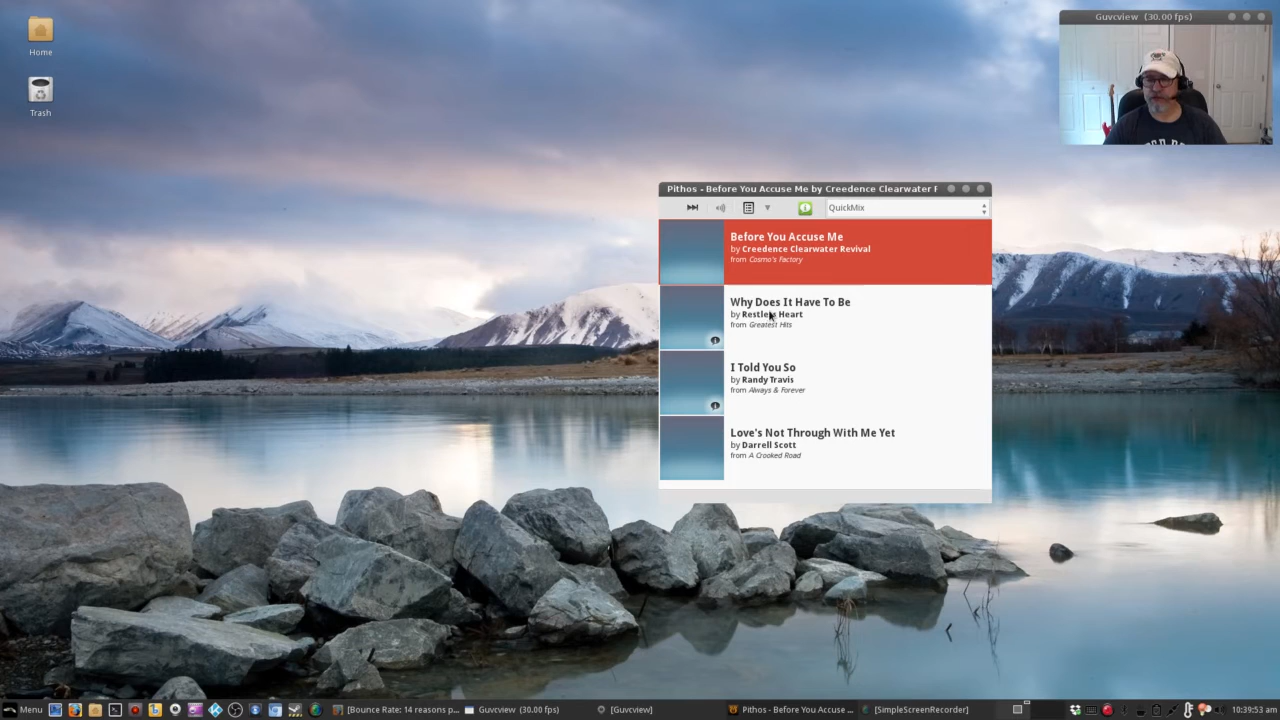 Home
Trash
Guvcview (30.00 fps)
Pithos - Before You Accuse Me by Creedence Clearwater F
QuickMix
Before You Accuse Me
by Creedence Clearwater Revival
from Cosmo's Factory
Why Does It Have To Be
by Restless Heart
from Greatest Hits
I Told You So
by Randy Travis
from Always & Forever
Love's Not Through With Me Yet
by Darrell Scott
from A Crooked Road
Menu
[Bounce Rate: 14 reasons p...
Guvcview (30.00 fps)
[Guvcview]
Pithos - Before You Accuse ...
[SimpleScreenRecorder]
10:39:53 am